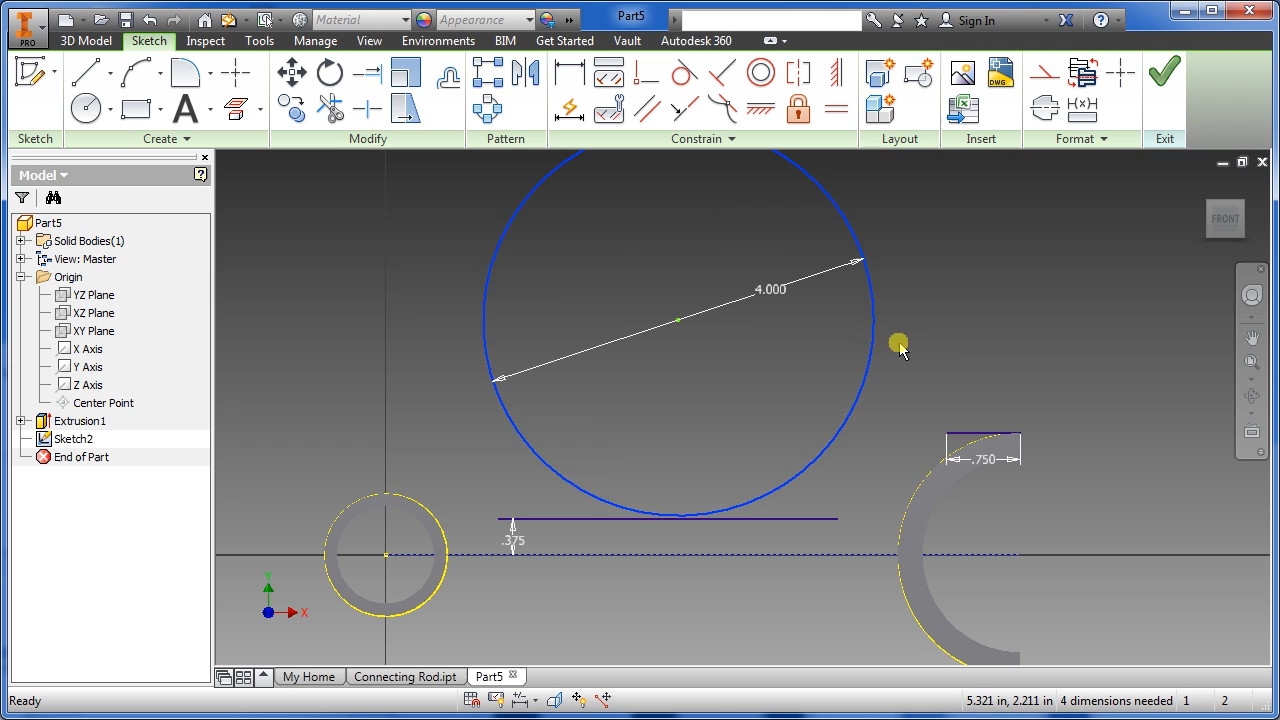 PRO
Material
Appearance
Part5
Sign In
?
3D Model
Sketch
Inspect
Tools
Manage
View
Environments
BIM
Get Started
Vault
Autodesk 360
DWG
Sketch
Create
Modify
Pattern
Constrain
Layout
Insert
Format
Exit
Model
Part5
Solid Bodies(1)
View: Master
Origin
YZ Plane
XZ Plane
XY Plane
X Axis
Y Axis
Z Axis
Center Point
Extrusion1
Sketch2
End of Part
FRONT
4.000
.750
.375
Y
X
My Home
Connecting Rod.ipt
Part5
Ready
5.321 in, 2.211 in
4 dimensions needed
1
2